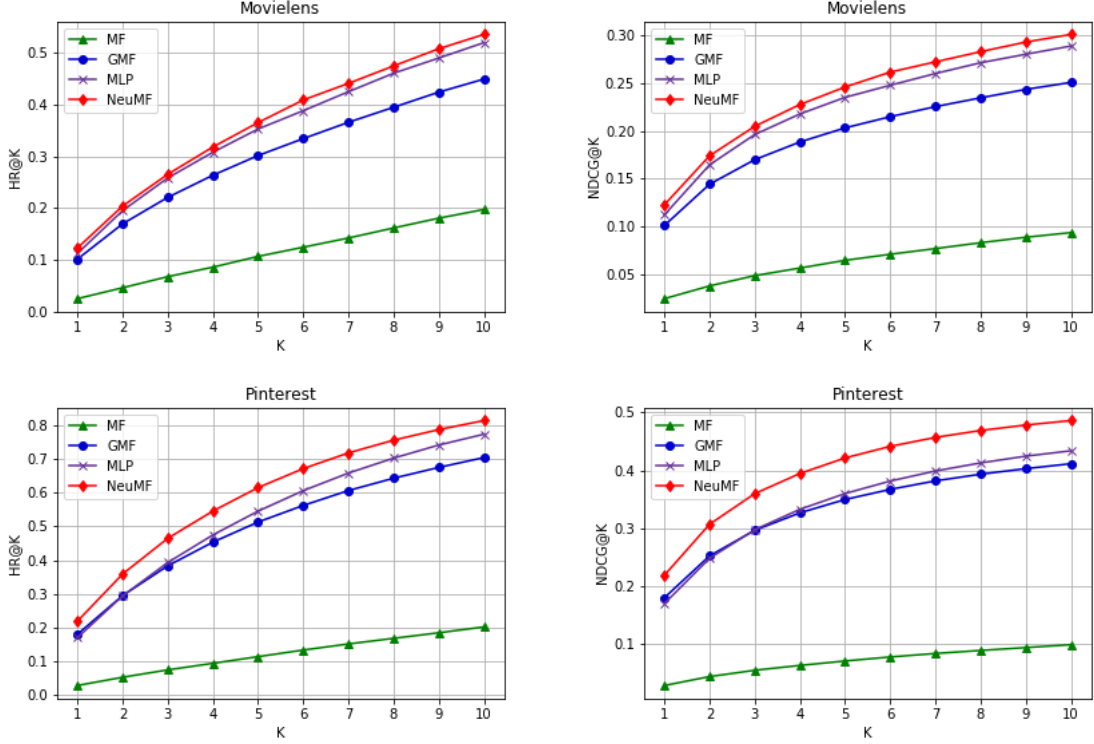 Movielens
HR@K
0.5
0.4
0.3
0.2
0.1
0.0
MF
GMF
MLP
NeuMF
1 2 3 4 5 6 7 8 9 10
K
Movielens
NDCG@K
0.30
0.25
0.20
0.15
0.10
0.05
MF
GMF
MLP
NeuMF
1 2 3 4 5 6 7 8 9 10
K
Pinterest
HR@K
0.8
0.7
0.6
0.5
0.4
0.3
0.2
0.1
0.0
MF
GMF
MLP
NeuMF
1 2 3 4 5 6 7 8 9 10
K
Pinterest
NDCG@K
0.5
0.4
0.3
0.2
0.1
MF
GMF
MLP
NeuMF
1 2 3 4 5 6 7 8 9 10
K